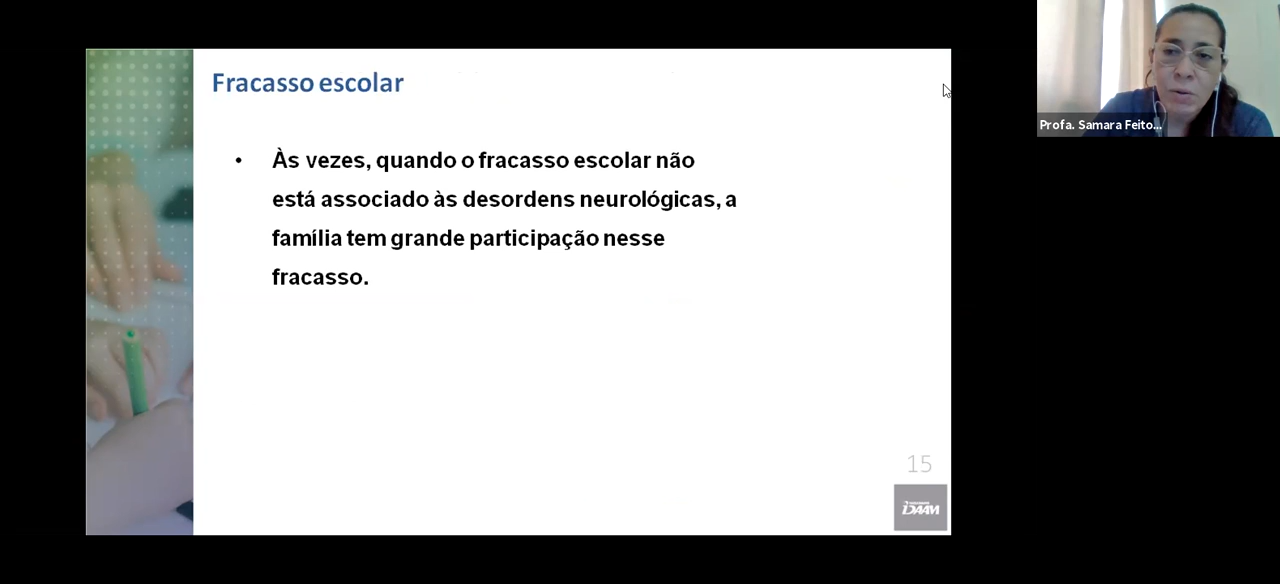 Fracasso escolar
• Às vezes, quando o fracasso escolar não
está associado às desordens neurológicas, a
família tem grande participação nesse
fracasso.
15
iDAAM
Profa. Samara Feito...